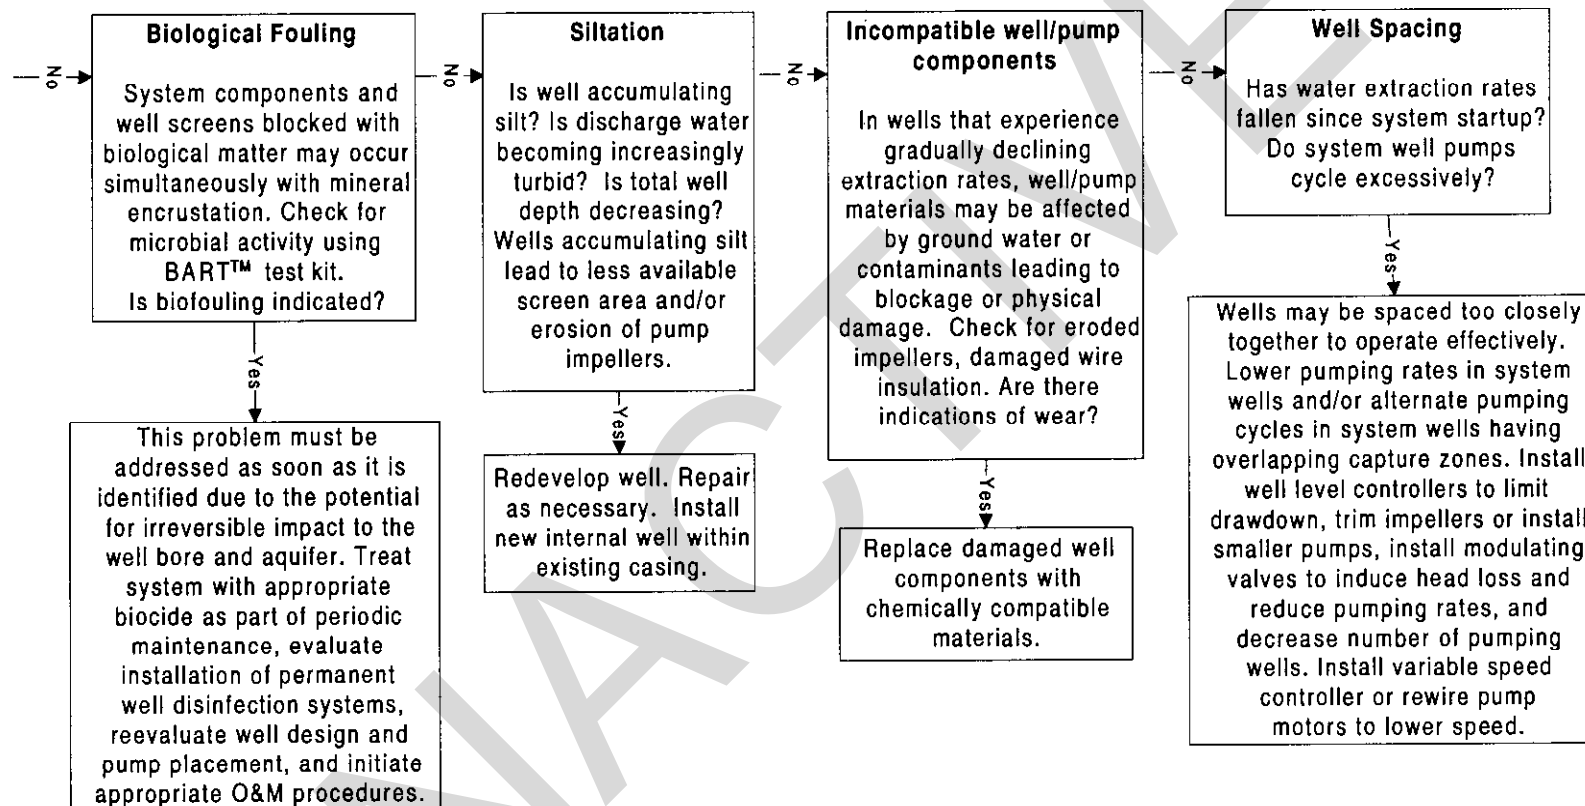 No
Biological Fouling
System components and
well screens blocked with
biological matter may occur
simultaneously with mineral
encrustation. Check for
microbial activity using
BART™ test kit.
Is biofouling indicated?
Yes
This problem must be
addressed as soon as it is
identified due to the potential
for irreversible impact to the
well bore and aquifer. Treat
system with appropriate
biocide as part of periodic
maintenance, evaluate
installation of permanent
well disinfection systems,
reevaluate well design and
pump placement, and initiate
appropriate O&M procedures.
No
Siltation
Is well accumulating
silt? Is discharge water
becoming increasingly
turbid? Is total well
depth decreasing?
Wells accumulating silt
lead to less available
screen area and/or
erosion of pump
impellers.
Yes
Redevelop well. Repair
as necessary. Install
new internal well within
existing casing.
No
Incompatible well/pump
components
In wells that experience
gradually declining
extraction rates, well/pump
materials may be affected
by ground water or
contaminants leading to
blockage or physical
damage. Check for eroded
impellers, damaged wire
insulation. Are there
indications of wear?
Yes
Replace damaged well
components with
chemically compatible
materials.
No
Well Spacing
Has water extraction rates
fallen since system startup?
Do system well pumps
cycle excessively?
Yes
Wells may be spaced too closely
together to operate effectively.
Lower pumping rates in system
wells and/or alternate pumping
cycles in system wells having
overlapping capture zones. Install
well level controllers to limit
drawdown, trim impellers or install
smaller pumps, install modulating
valves to induce head loss and
reduce pumping rates, and
decrease number of pumping
wells. Install variable speed
controller or rewire pump
motors to lower speed.
NACTIVE